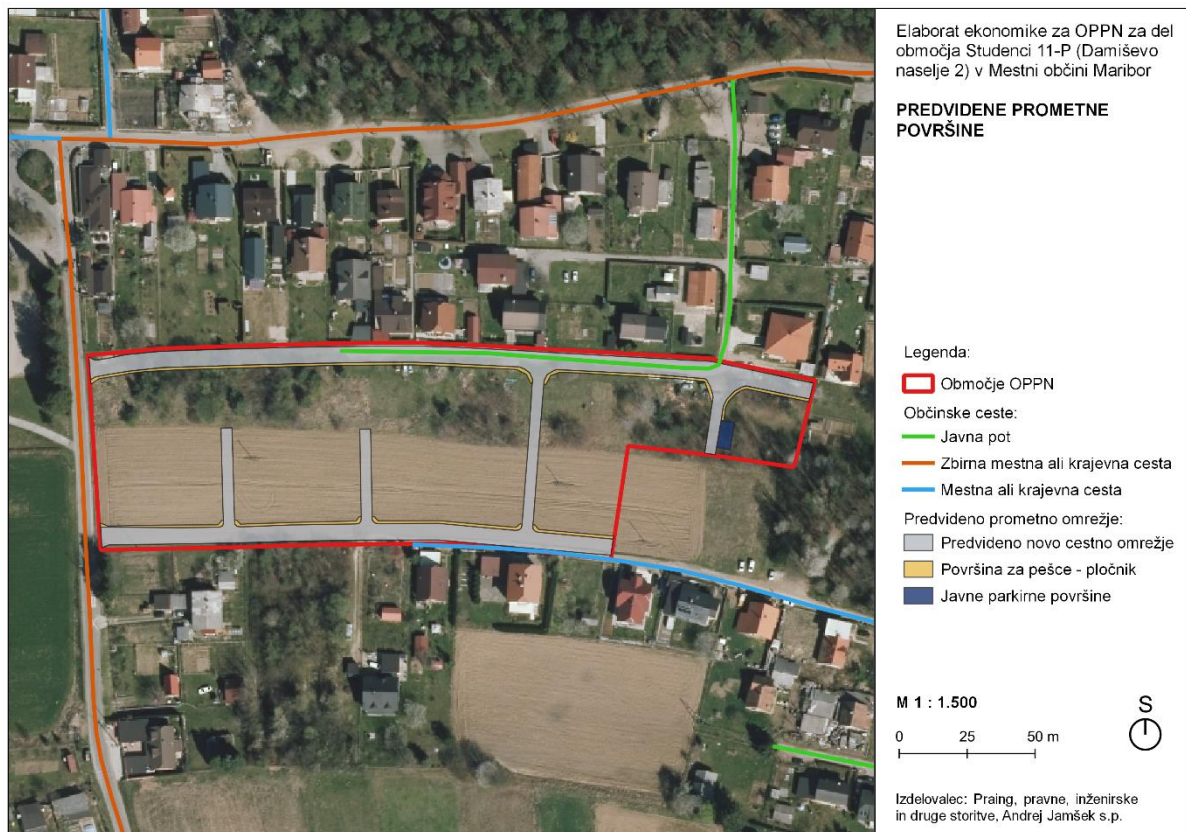 Elaborat ekonomike za OPPN za del
območja Studenci 11-P (Damiševo
naselje 2) v Mestni občini Maribor
PREDVIDENE PROMETNE
POVRŠINE
Legenda:
Območje OPPN
Občinske ceste:
Javna pot
Zbirna mestna ali krajevna cesta
Mestna ali krajevna cesta
Predvideno prometno omrežje:
Predvideno novo cestno omrežje
Površina za pešce - pločnik
Javne parkirne površine
M 1 : 1.500
S
0 25 50 m
Izdelovalec: Praing, pravne, inženirske
in druge storitve, Andrej Jamšek s.p.